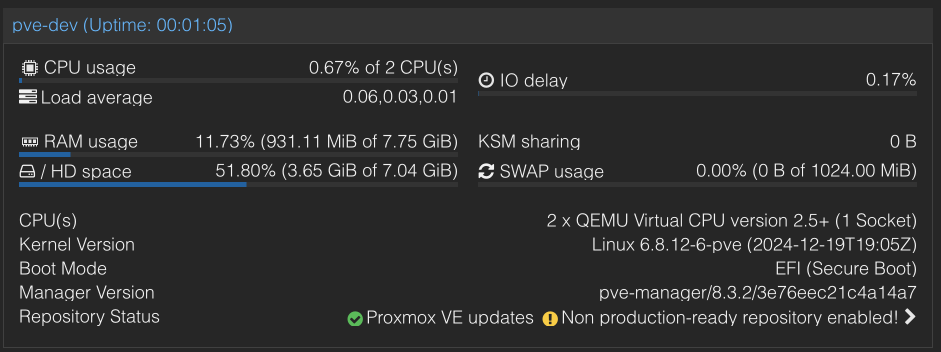 pve-dev (Uptime: 00:01:05)
CPU usage 0.67% of 2 CPU(s)
IO delay 0.17%
Load average 0.06,0.03,0.01
RAM usage 11.73% (931.11 MiB of 7.75 GiB)
KSM sharing 0 B
/ HD space 51.80% (3.65 GiB of 7.04 GiB)
SWAP usage 0.00% (0 B of 1024.00 MiB)
CPU(s) 2 x QEMU Virtual CPU version 2.5+ (1 Socket)
Kernel Version Linux 6.8.12-6-pve (2024-12-19T19:05Z)
Boot Mode EFI (Secure Boot)
Manager Version pve-manager/8.3.2/3e76eec21c4a14a7
Repository Status Proxmox VE updates Non production-ready repository enabled!